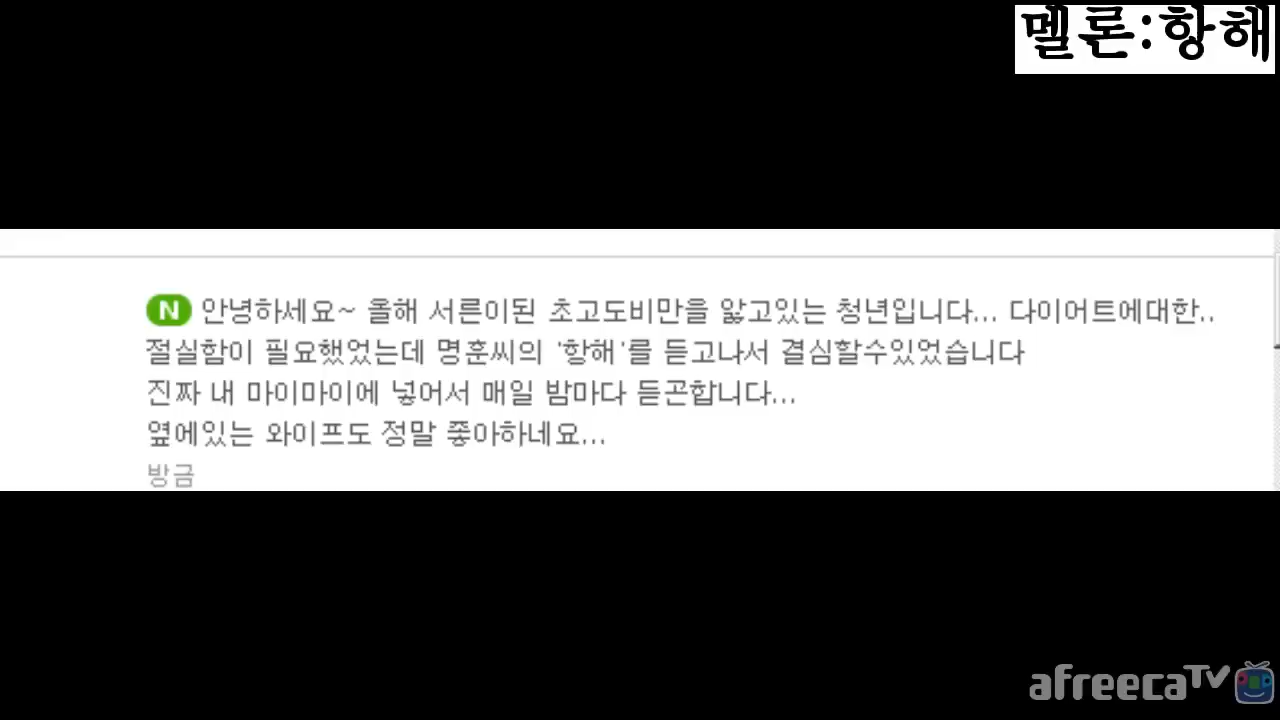 멜론:항해
N 안녕하세요~ 올해 서른이된 초고도비만을 앓고있는 청년입니다... 다이어트에대한..
절실함이 필요했었는데 명훈씨의 '항해'를 듣고나서 결심할수있었습니다
진짜 내 마이마이에 넣어서 매일 밤마다 듣곤합니다...
옆에있는 와이프도 정말 좋아하네요...
방금
afreecaTV